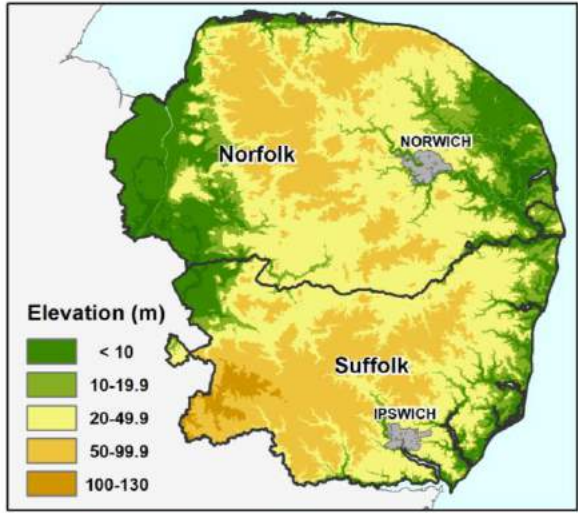 NORWICH
Norfolk
Elevation (m)
< 10
10-19.9
20-49.9
50-99.9
100-130
Suffolk
IPSWICH